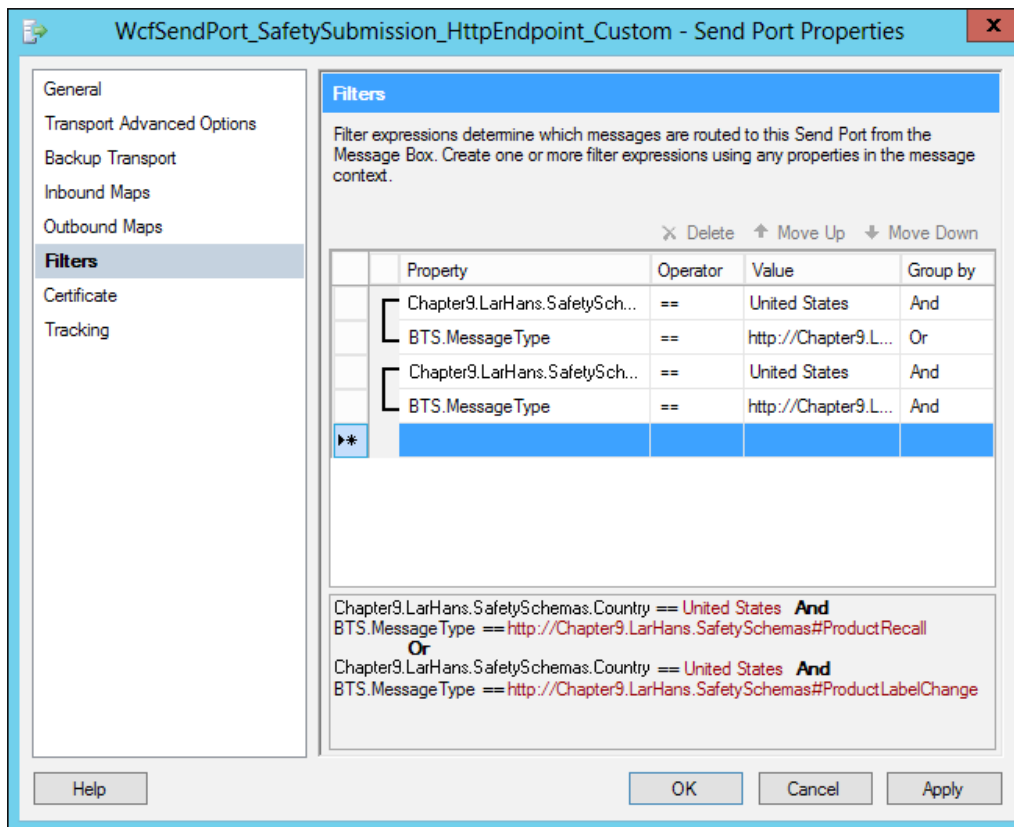 WcfSendPort_SafetySubmission_HttpEndpoint_Custom - Send Port Properties
x
General
Transport Advanced Options
Backup Transport
Inbound Maps
Outbound Maps
Filters
Certificate
Tracking
Filters
Filter expressions determine which messages are routed to this Send Port from the
Message Box. Create one or more filter expressions using any properties in the message
context.
Delete Move Up Move Down
Property Operator Value Group by
Chapter9.LarHans.SafetySch... == United States And
BTS.MessageType == http://Chapter9.L... Or
Chapter9.LarHans.SafetySch... == United States And
BTS.MessageType == http://Chapter9.L... And
Chapter9.LarHans.SafetySchemas.Country == United States And
BTS.MessageType == http://Chapter9.LarHans.SafetySchemas#ProductRecall
Or
Chapter9.LarHans.SafetySchemas.Country == United States And
BTS.MessageType == http://Chapter9.LarHans.SafetySchemas#ProductLabelChange
Help OK Cancel Apply